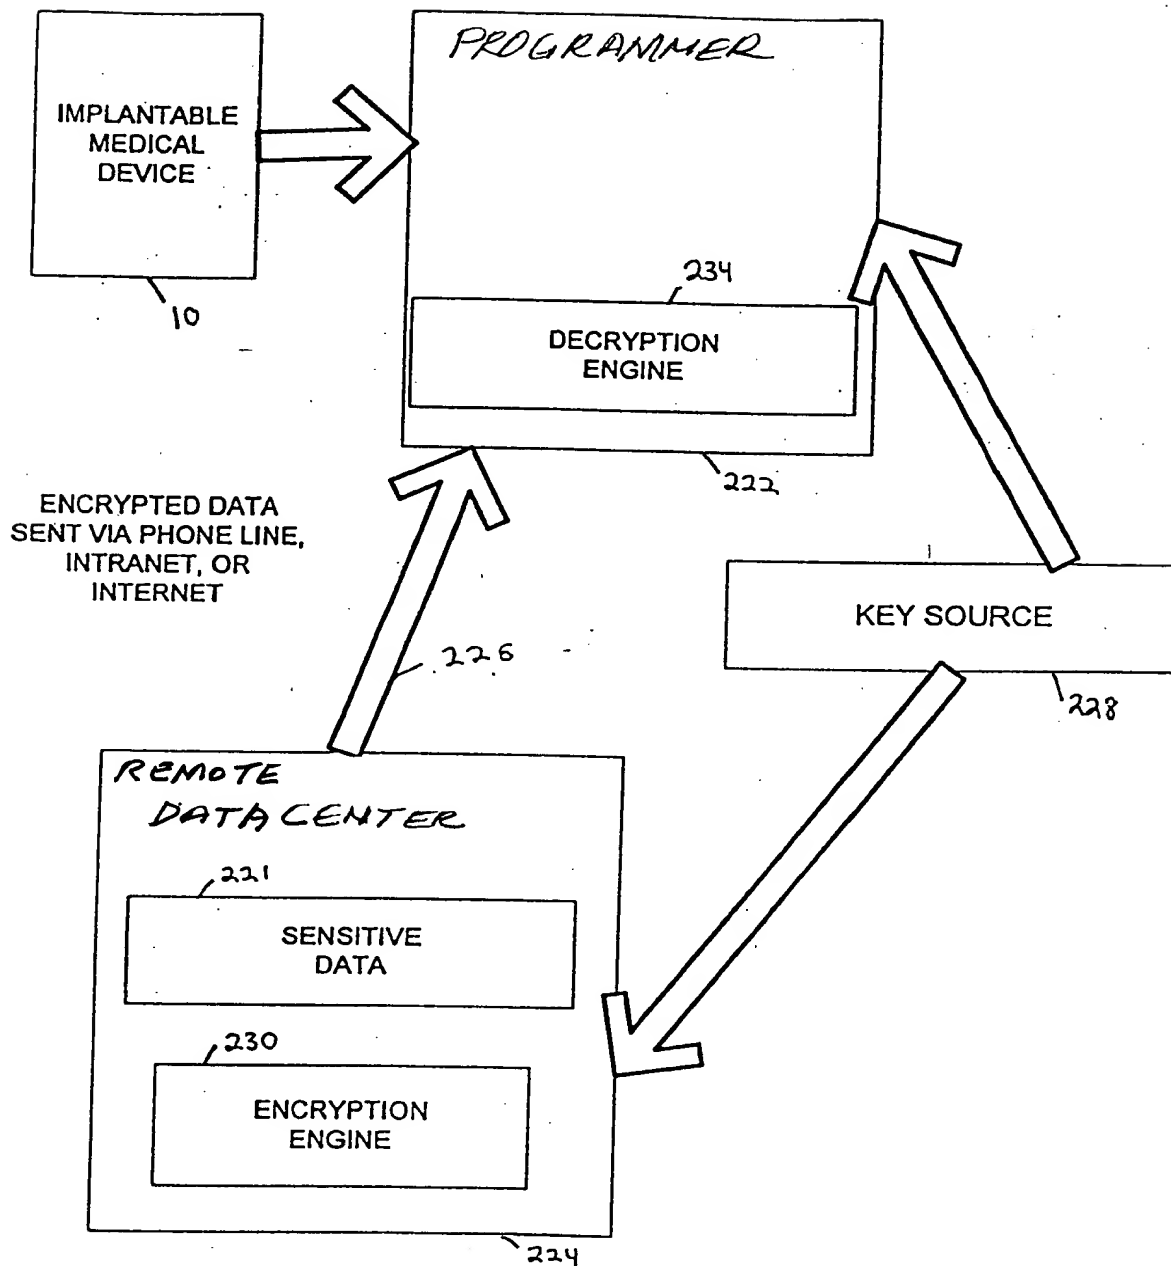 PROGRAMMER
IMPLANTABLE
MEDICAL
DEVICE
10
234
DECRYPTION
ENGINE
222
ENCRYPTED DATA
SENT VIA PHONE LINE,
INTRANET, OR
INTERNET
KEY SOURCE
226
228
REMOTE
DATA CENTER
221
SENSITIVE
DATA
230
ENCRYPTION
ENGINE
224